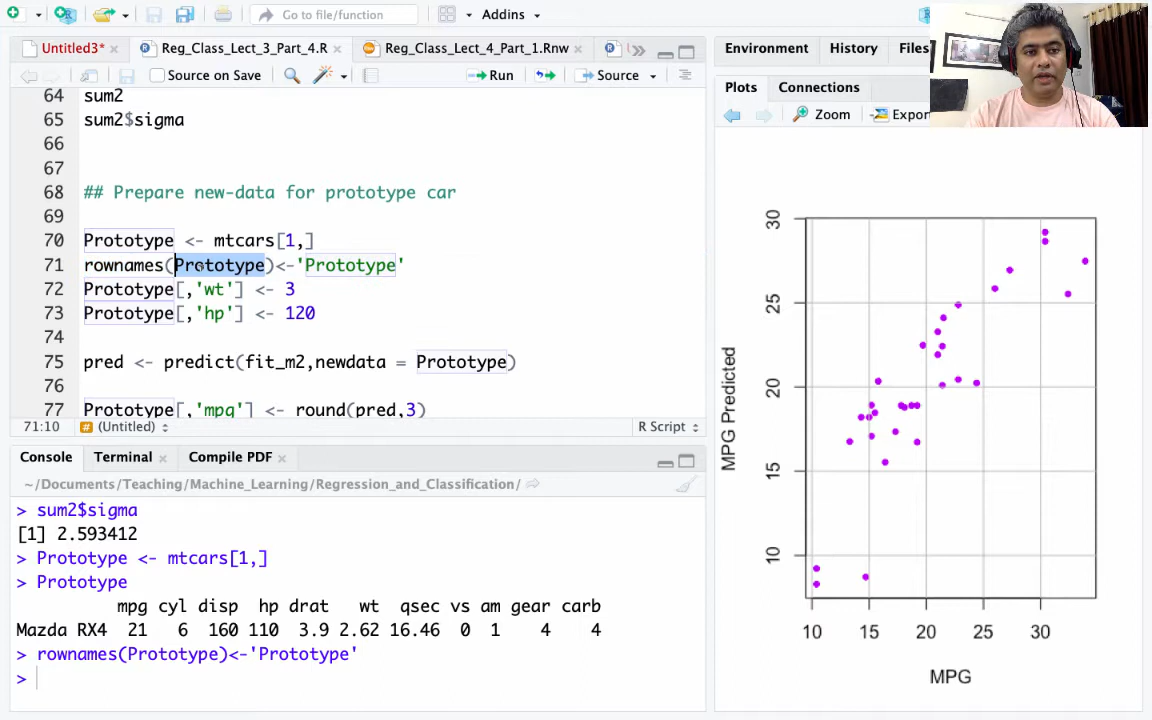 Go to file/function
Addins
Untitled3*
Reg_Class_Lect_3_Part_4.R
Reg_Class_Lect_4_Part_1.Rnw
Source on Save
Run
Source
64 sum2
65 sum2$sigma
66
67
68 ## Prepare new-data for prototype car
69
70 Prototype <- mtcars[1,]
71 rownames(Prototype)<-'Prototype'
72 Prototype[,'wt'] <- 3
73 Prototype[,'hp'] <- 120
74
75 pred <- predict(fit_m2,newdata = Prototype)
76
77 Prototype[,'mpg'] <- round(pred,3)
71:10 # (Untitled) R Script
Console Terminal Compile PDF
~/Documents/Teaching/Machine_Learning/Regression_and_Classification/
> sum2$sigma
[1] 2.593412
> Prototype <- mtcars[1,]
> Prototype
mpg cyl disp hp drat wt qsec vs am gear carb
Mazda RX4 21 6 160 110 3.9 2.62 16.46 0 1 4 4
> rownames(Prototype)<-'Prototype'
>
Environment History Files
Plots Connections
Zoom Expor
MPG Predicted
30
25
20
15
10
10 15 20 25 30
MPG